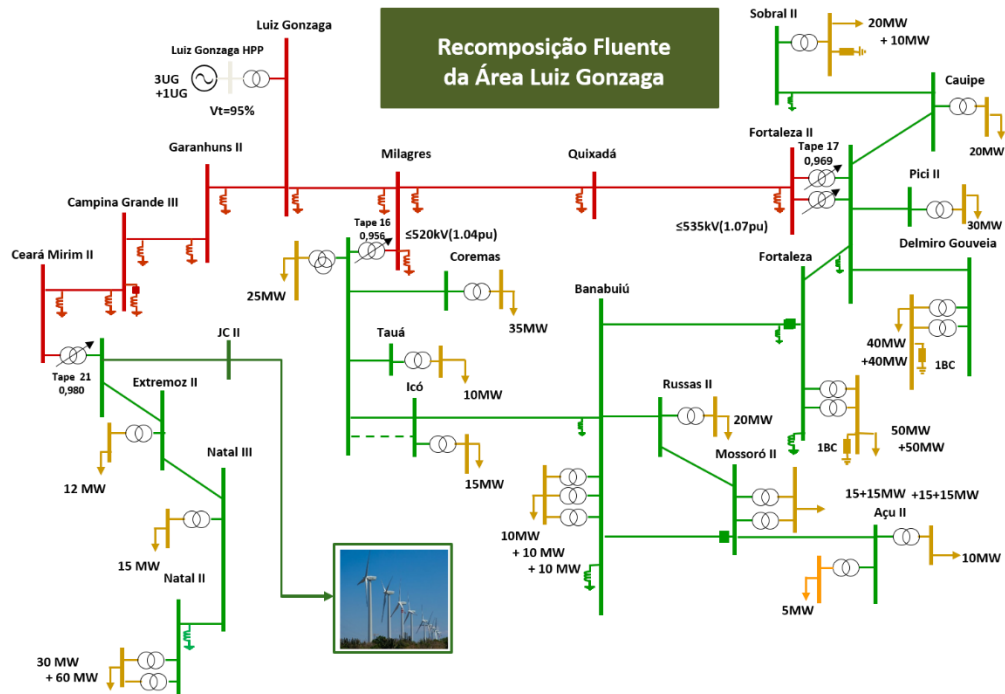 Recomposição Fluente
da Área Luiz Gonzaga
Luiz Gonzaga
Luiz Gonzaga HPP
3UG
+1UG
Vt=95%
Sobral II
20MW
+ 10MW
Cauipe
20MW
Garanhuns II
Milagres
Quixadá
Fortaleza II
Tape 17
0,969
Pici II
30MW
Campina Grande III
Tape 16
0,956
≤520kV(1.04pu)
≤535kV(1.07pu)
Ceará Mirim II
25MW
Coremas
35MW
Banabuiú
Fortaleza
Delmiro Gouveia
40MW
+40MW
1BC
JC II
Tauá
10MW
Tape 21
0,980
Extremoz II
12 MW
Icó
15MW
Russas II
20MW
50MW
+50MW
1BC
Natal III
15 MW
Mossoró II
15+15MW +15+15MW
10MW
+ 10 MW
+ 10 MW
Açu II
10MW
5MW
Natal II
30 MW
+ 60 MW